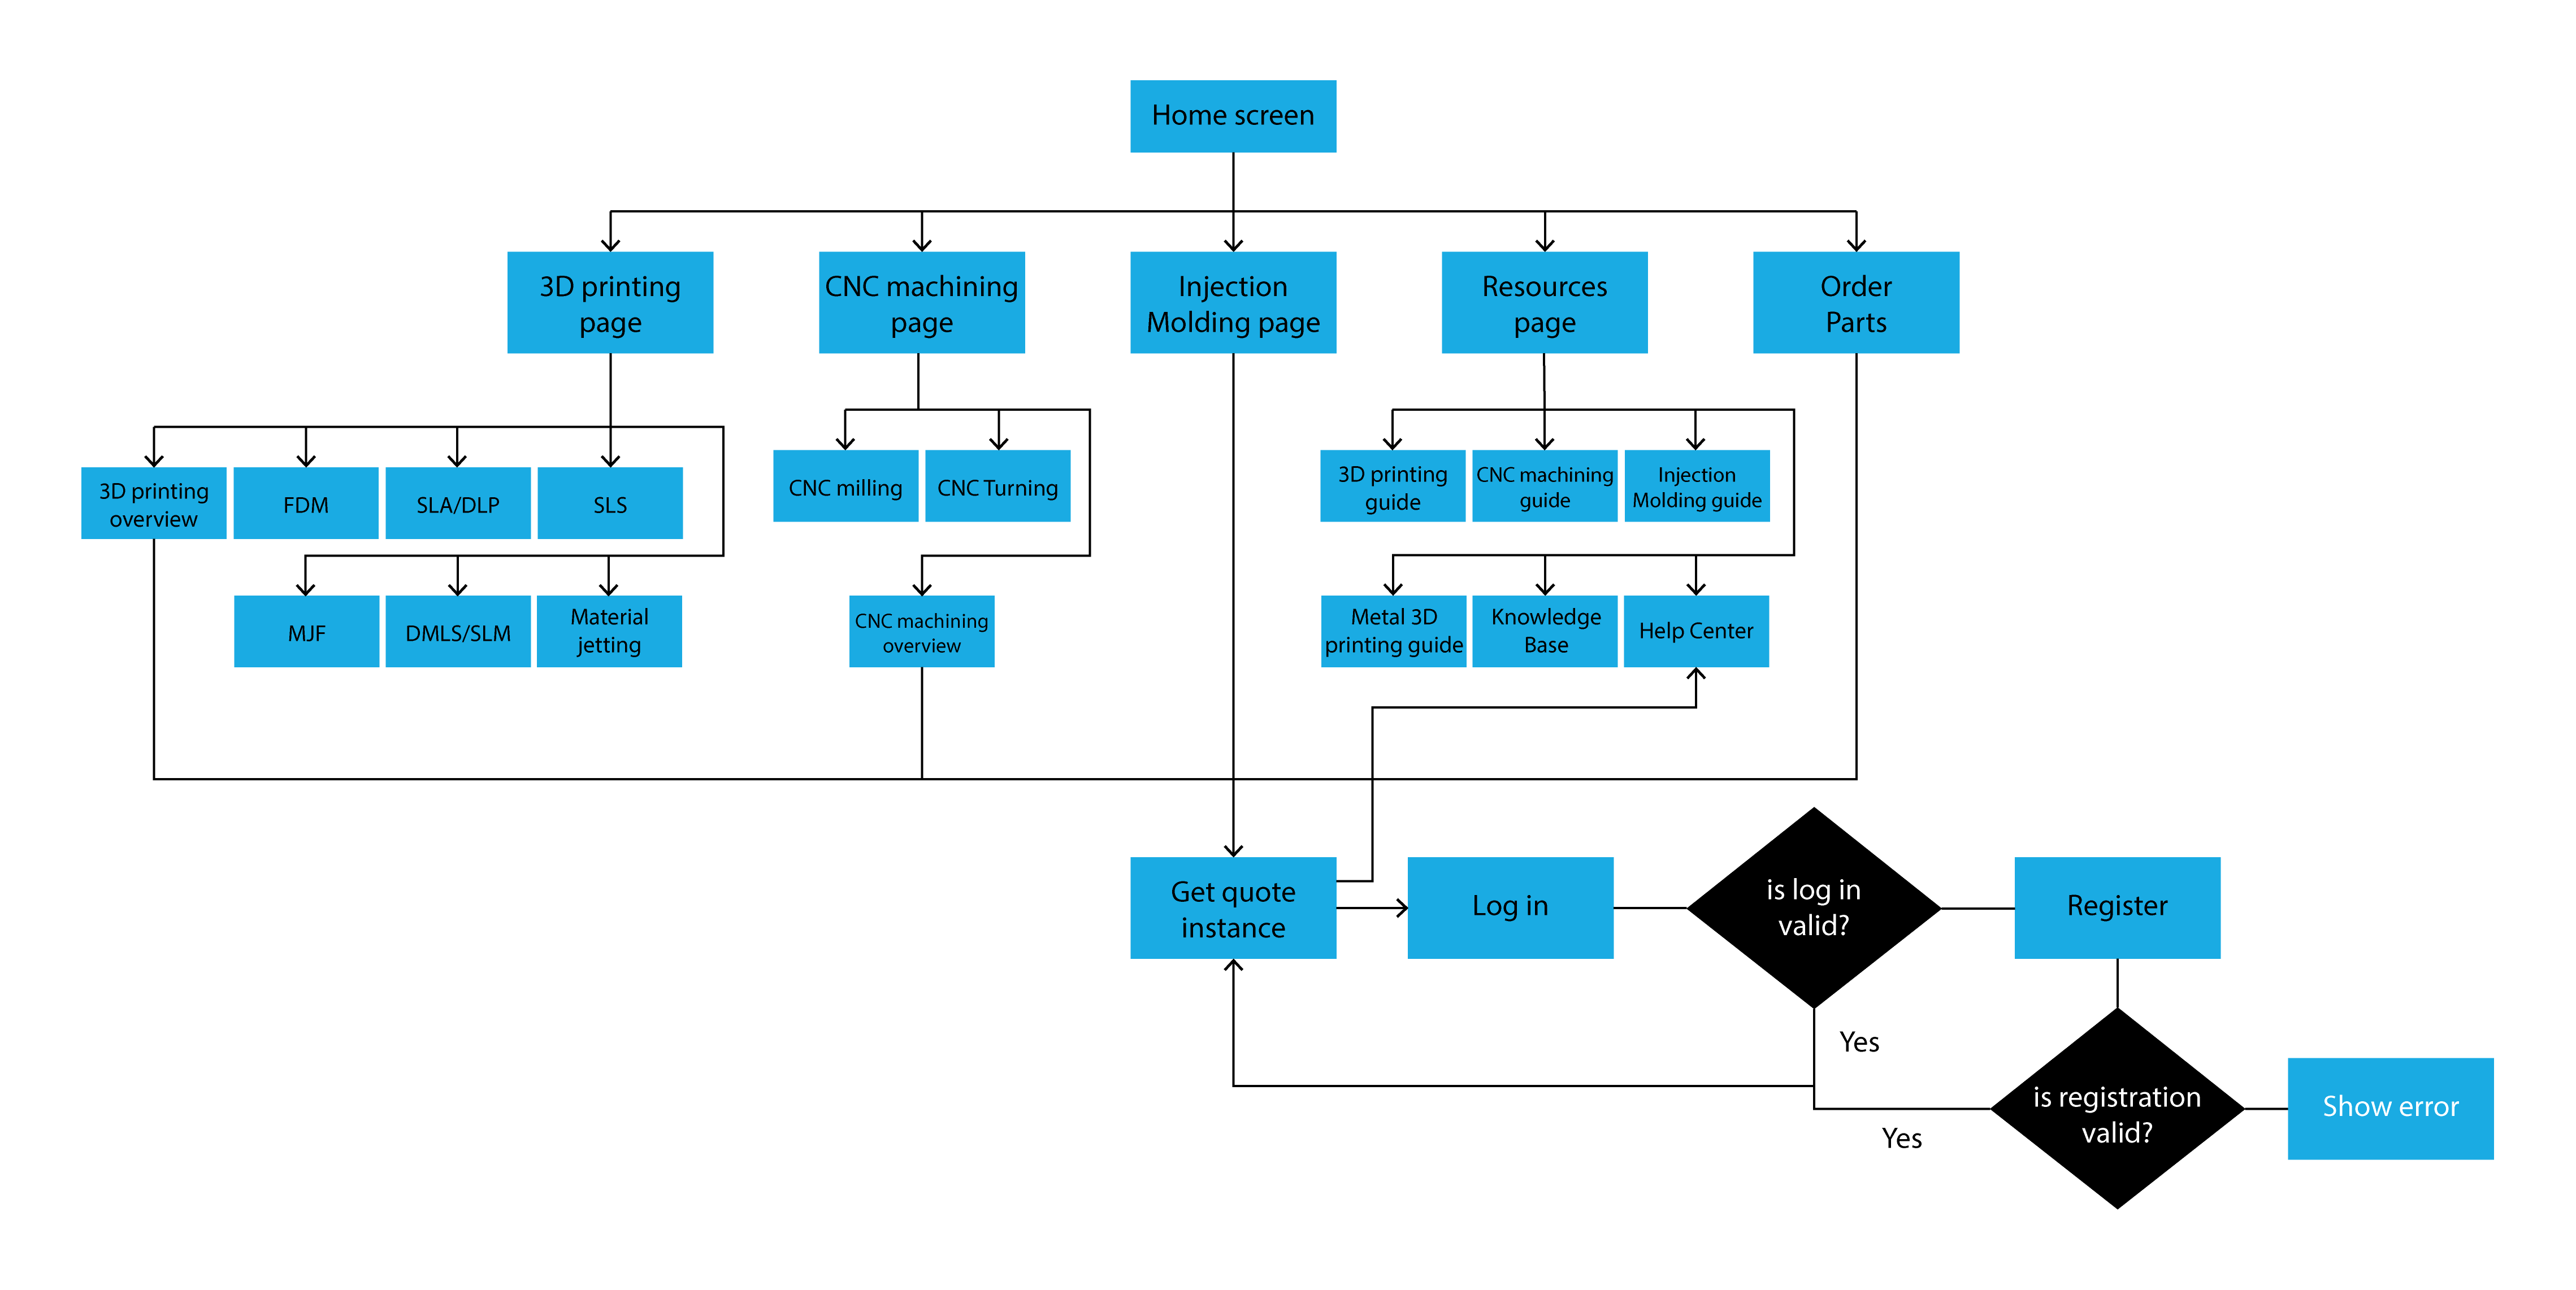 Home screen
3D printing
page
CNC machining
page
Injection
Molding page
Resources
page
Order
Parts
3D printing
overview
FDM
SLA/DLP
SLS
CNC milling
CNC Turning
3D printing
guide
CNC machining
guide
Injection
Molding guide
MJF
DMLS/SLM
Material
jetting
CNC machining
overview
Metal 3D
printing guide
Knowledge
Base
Help Center
Get quote
instance
Log in
is log in
valid?
Register
Yes
is registration
valid?
Show error
Yes